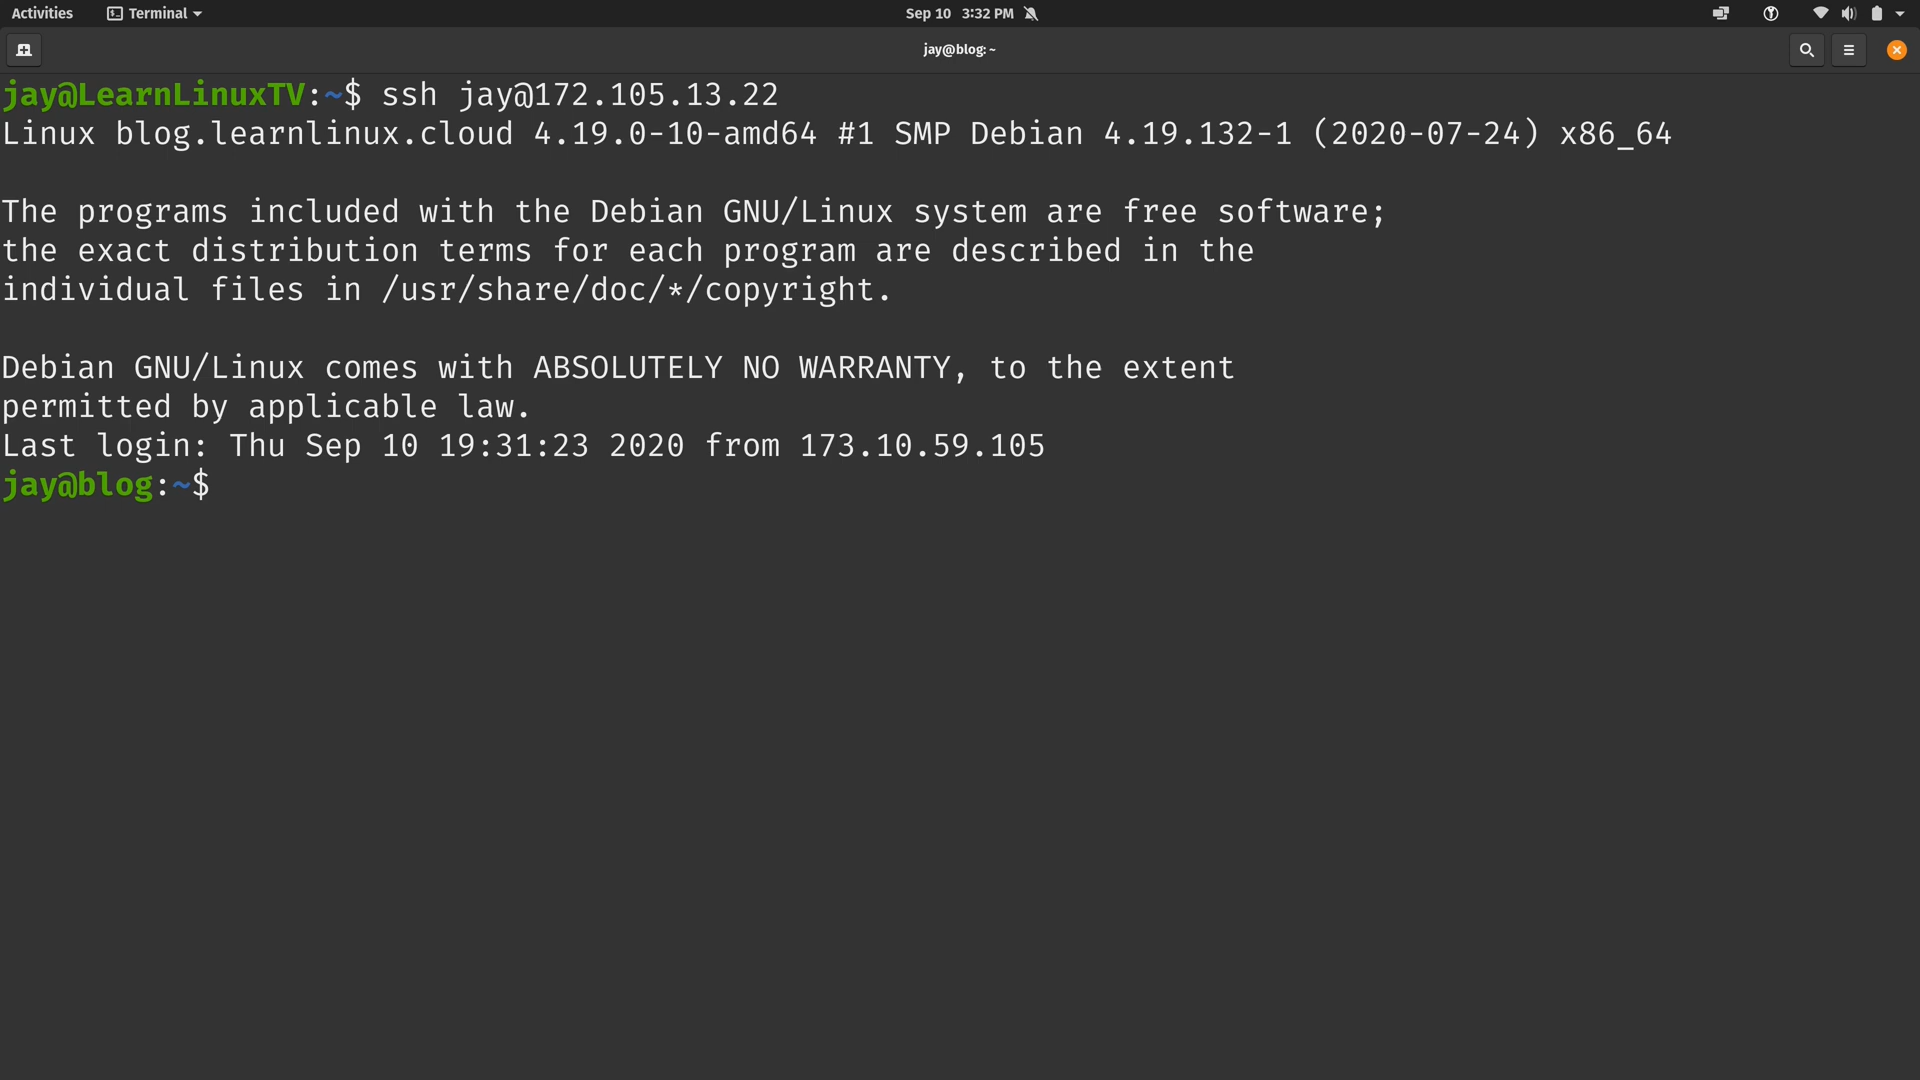 Activities
Terminal
Sep 10 3:32 PM
jay@blog: ~
jay@LearnLinuxTV:~$ ssh jay@172.105.13.22
Linux blog.learnlinux.cloud 4.19.0-10-amd64 #1 SMP Debian 4.19.132-1 (2020-07-24) x86_64
The programs included with the Debian GNU/Linux system are free software;
the exact distribution terms for each program are described in the
individual files in /usr/share/doc/*/copyright.
Debian GNU/Linux comes with ABSOLUTELY NO WARRANTY, to the extent
permitted by applicable law.
Last login: Thu Sep 10 19:31:23 2020 from 173.10.59.105
jay@blog:~$